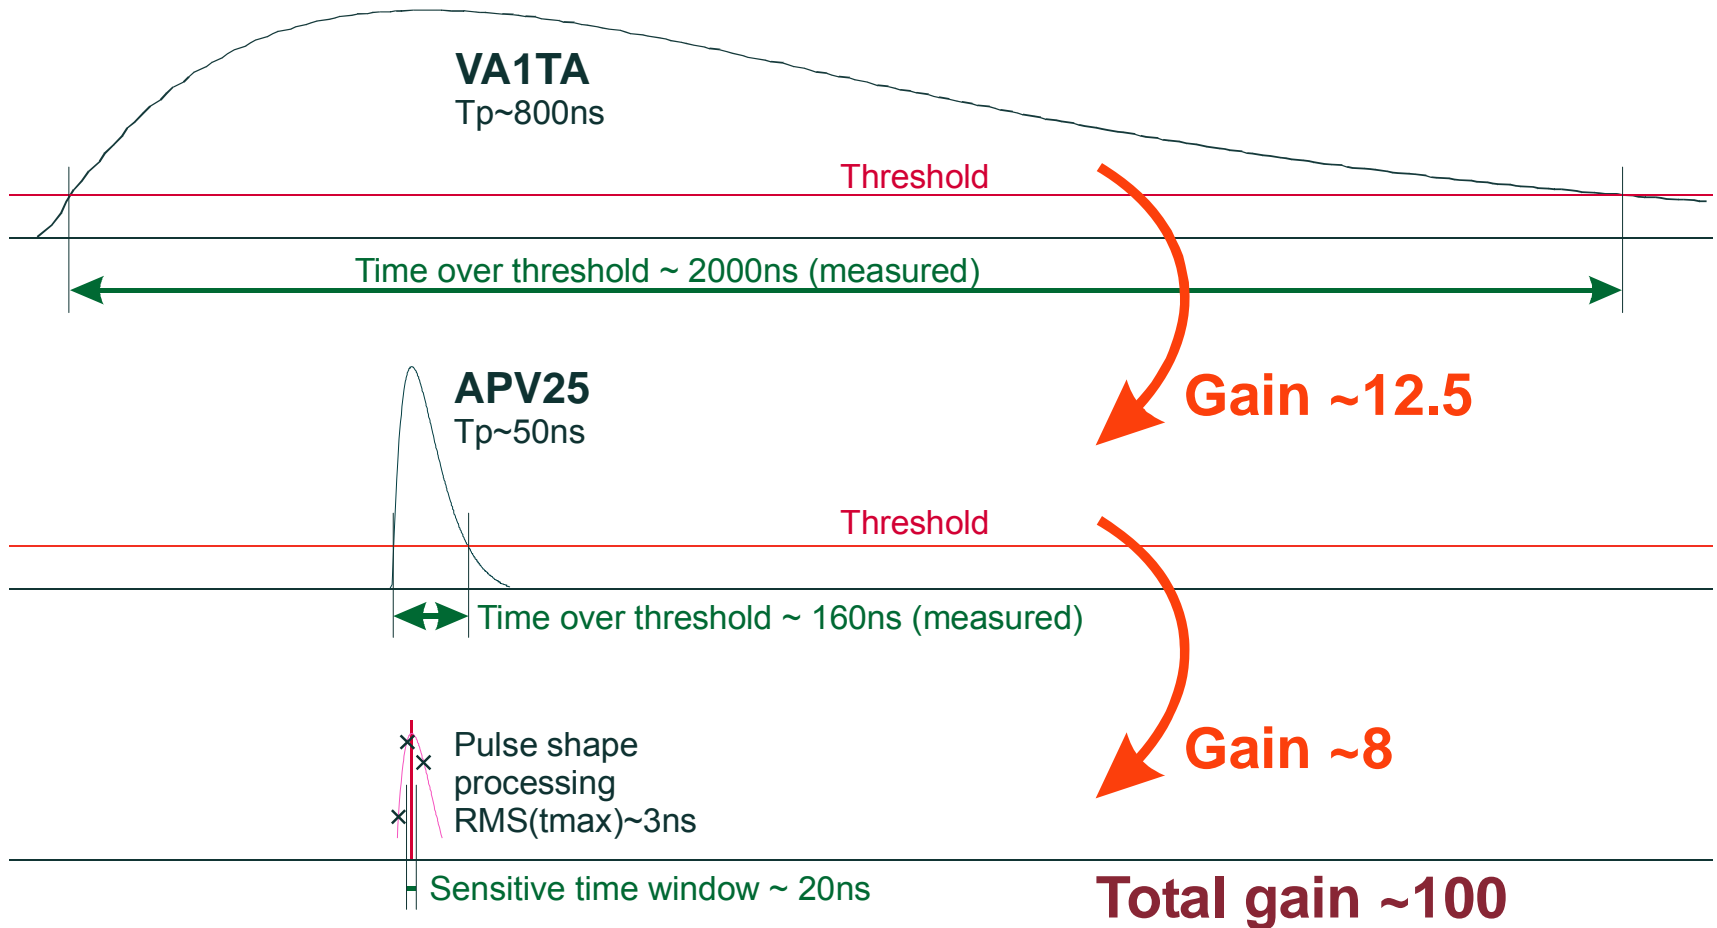 VA1TA
Tp~800ns
Threshold
Time over threshold ~ 2000ns (measured)
APV25
Tp~50ns
Gain ~12.5
Threshold
Time over threshold ~ 160ns (measured)
Pulse shape
processing
RMS(tmax)~3ns
Gain ~8
Sensitive time window ~ 20ns
Total gain ~100